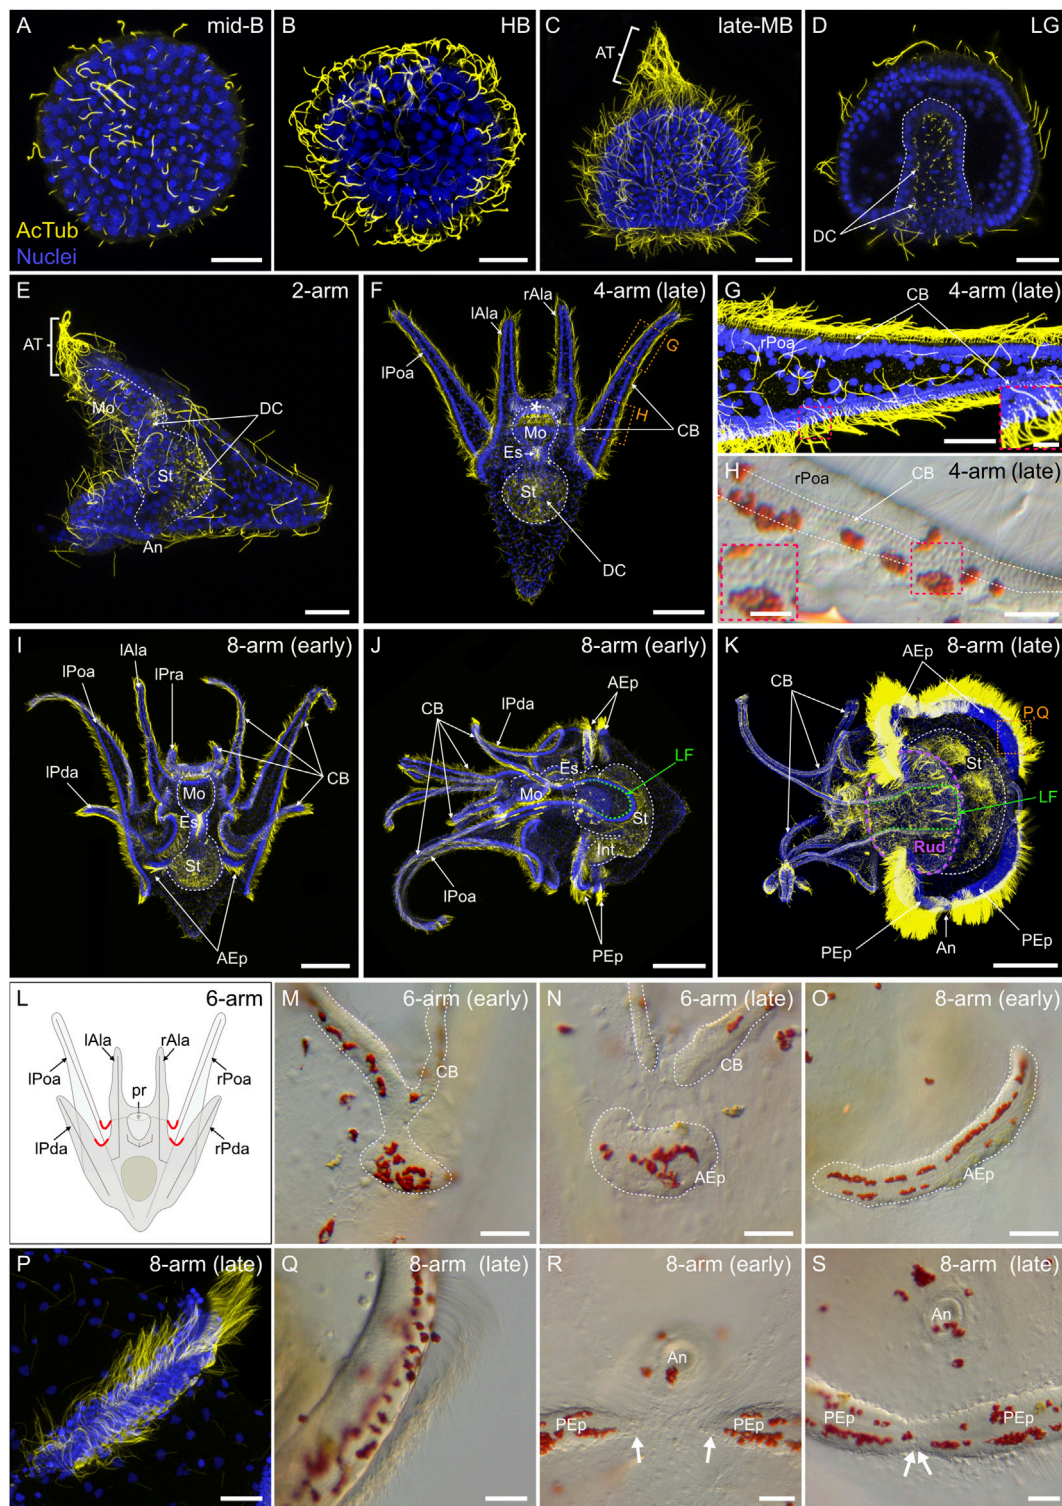 A mid-B
AcTub
Nuclei
B HB
C late-MB
AT
D LG
DC
E 2-arm
AT
Mo
DC
St
An
F 4-arm (late)
rAla
lAla
lPoa
G
H
*
Mo
Es
CB
St
DC
G CB 4-arm (late)
rPoa
H 4-arm (late)
CB
rPoa
I 8-arm (early)
lAla
lPoa
lPra
lPda
CB
Mo
Es
St
AEp
J 8-arm (early)
AEp
lPda
CB
Es
LF
Mo
St
Int
lPoa
PEp
K 8-arm (late)
AEp
CB
P,Q
St
LF
Rud
PEp
An
PEp
L 6-arm
lAla
rAla
lPoa
pr
rPoa
lPda
rPda
M 6-arm (early)
CB
N 6-arm (late)
CB
AEp
O 8-arm (early)
AEp
P 8-arm (late)
Q 8-arm (late)
R 8-arm (early)
An
PEp
PEp
S 8-arm (late)
An
PEp
PEp